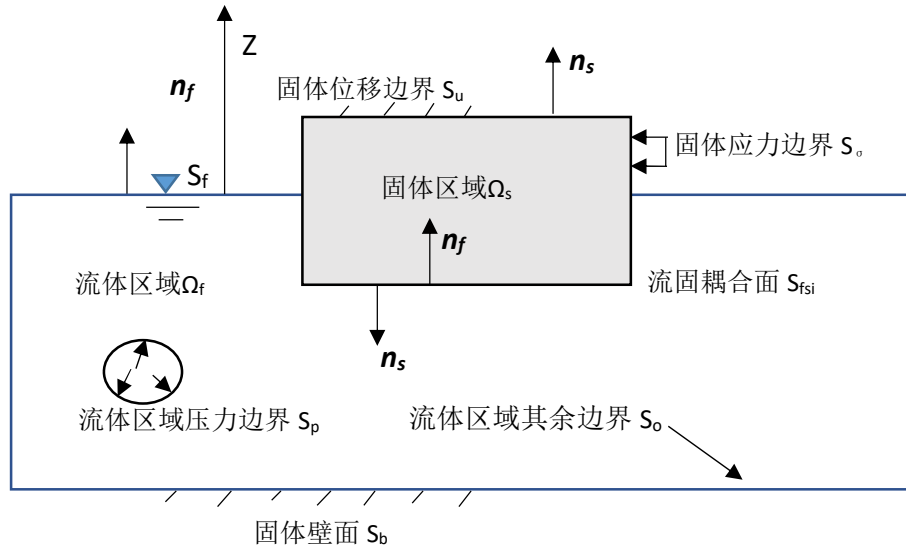 Z
n_f
n_s
固体位移边界 S_u
固体应力边界 S_σ
S_f
固体区域Ω_s
n_f
流体区域Ω_f
流固耦合面 S_fsi
n_s
流体区域压力边界 S_p
流体区域其余边界 S_o
固体壁面 S_b